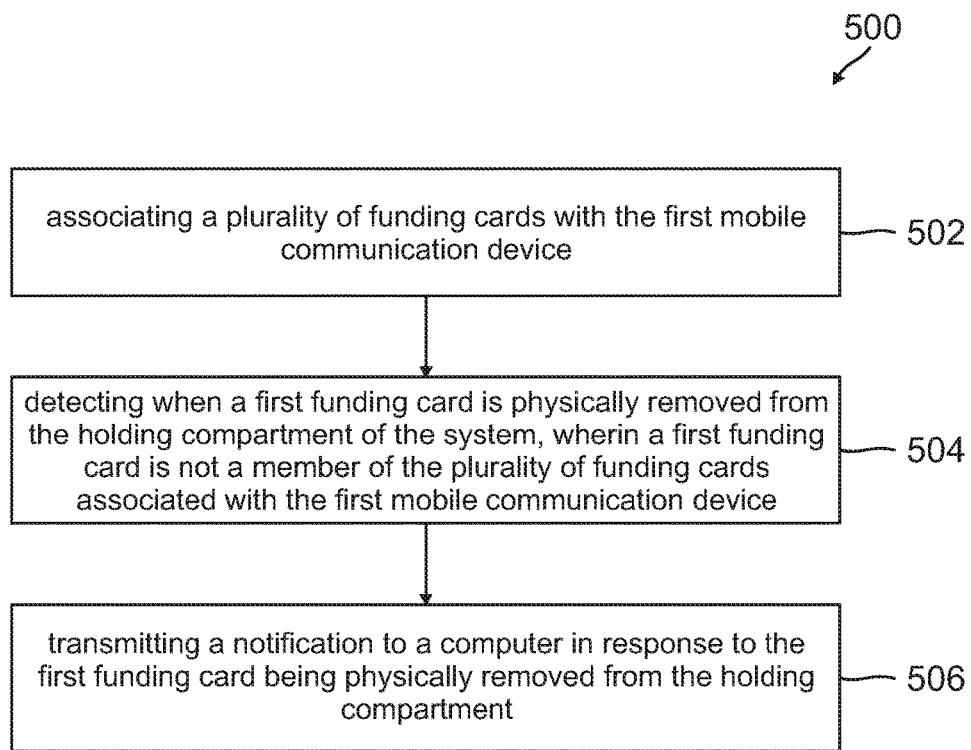 500
associating a plurality of funding cards with the first mobile
communication device
502
detecting when a first funding card is physically removed from
the holding compartment of the system, wherin a first funding
card is not a member of the plurality of funding cards
associated with the first mobile communication device
504
transmitting a notification to a computer in response to the
first funding card being physically removed from the holding
compartment
506